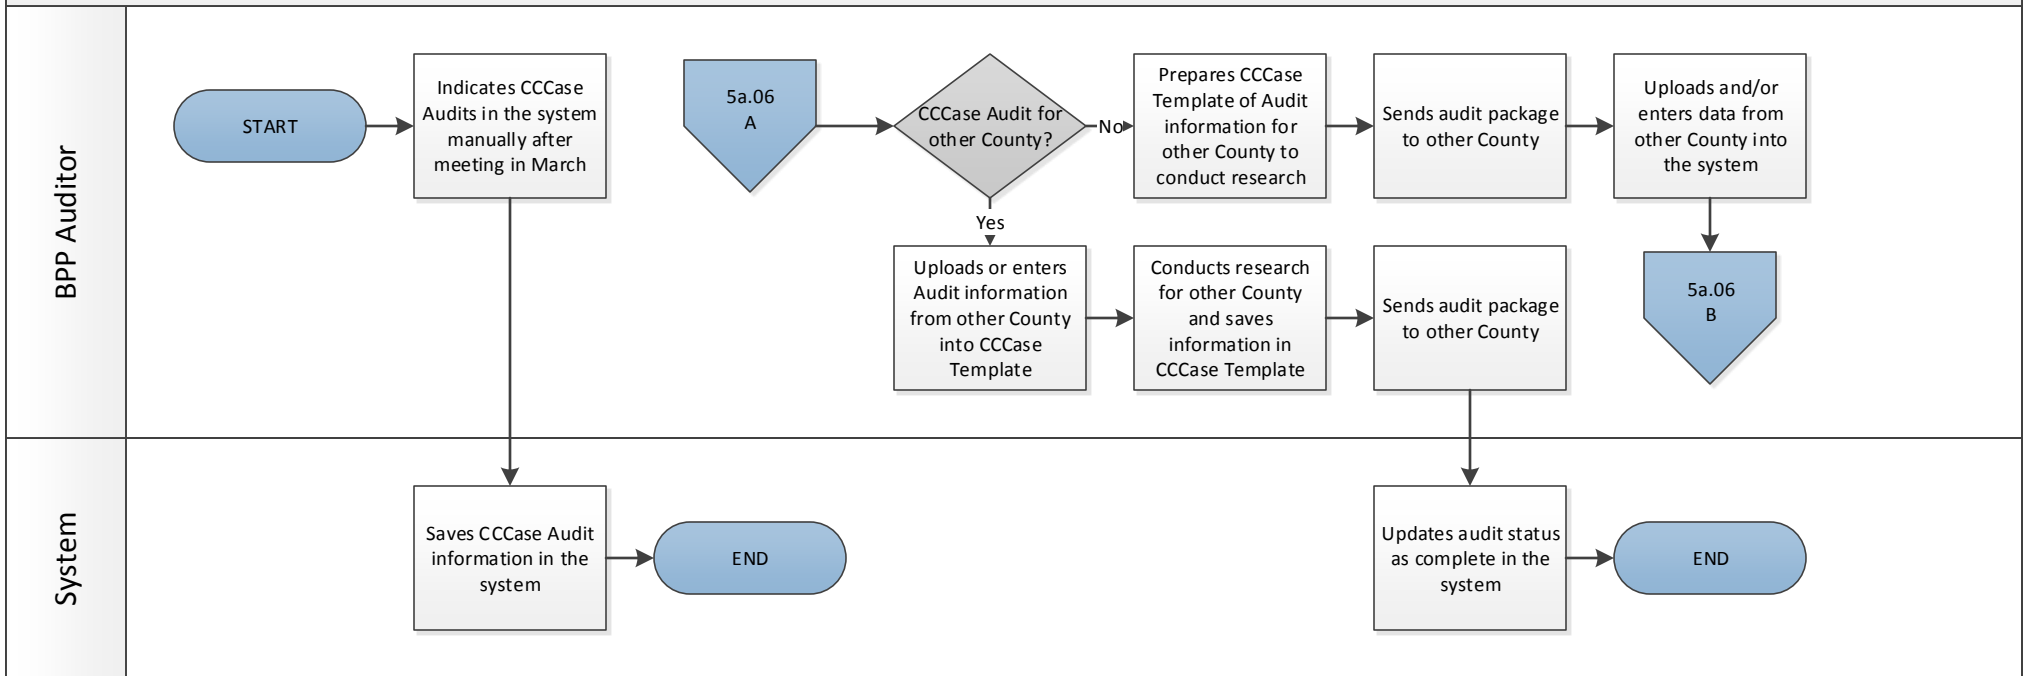 BPP Auditor
START
Indicates CCCase
Audits in the system
manually after
meeting in March
5a.06
A
CCCase Audit for
other County?
No
Prepares CCCase
Template of Audit
information for
other County to
conduct research
Sends audit package
to other County
Uploads and/or
enters data from
other County into
the system
Yes
Uploads or enters
Audit information
from other County
into CCCase
Template
Conducts research
for other County
and saves
information in
CCCase Template
Sends audit package
to other County
5a.06
B
System
Saves CCCase Audit
information in the
system
END
Updates audit status
as complete in the
system
END